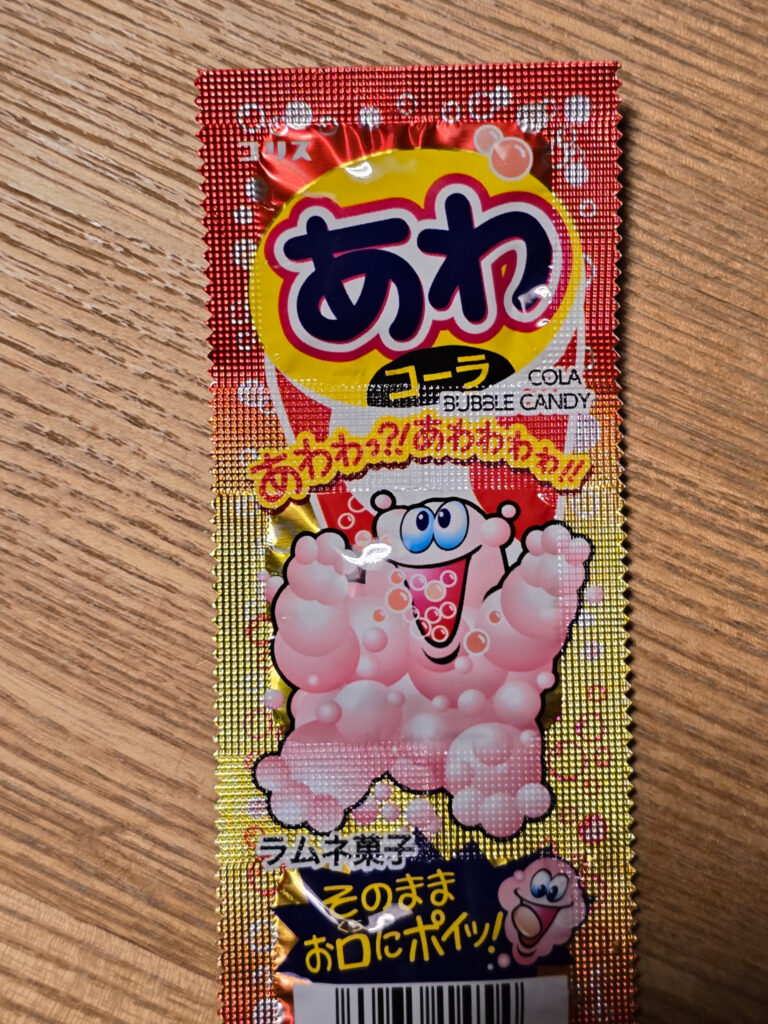 コリス
あわ
コーラ
COLA
BUBBLE CANDY
あわわっ?!あわわわわ!!
ラムネ菓子
そのまま
お口にポイッ!